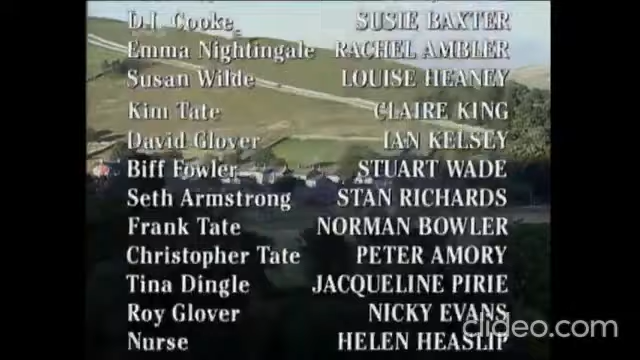 D.J. Cooke SUSIE BAXTER
Emma Nightingale RACHEL AMBLER
Susan Wilde LOUISE HEANEY
Kim Tate CLAIRE KING
David Glover IAN KELSEY
Biff Fowler STUART WADE
Seth Armstrong STAN RICHARDS
Frank Tate NORMAN BOWLER
Christopher Tate PETER AMORY
Tina Dingle JACQUELINE PIRIE
Roy Glover NICKY EVANS
Nurse HELEN HEASLIP
clideo.com